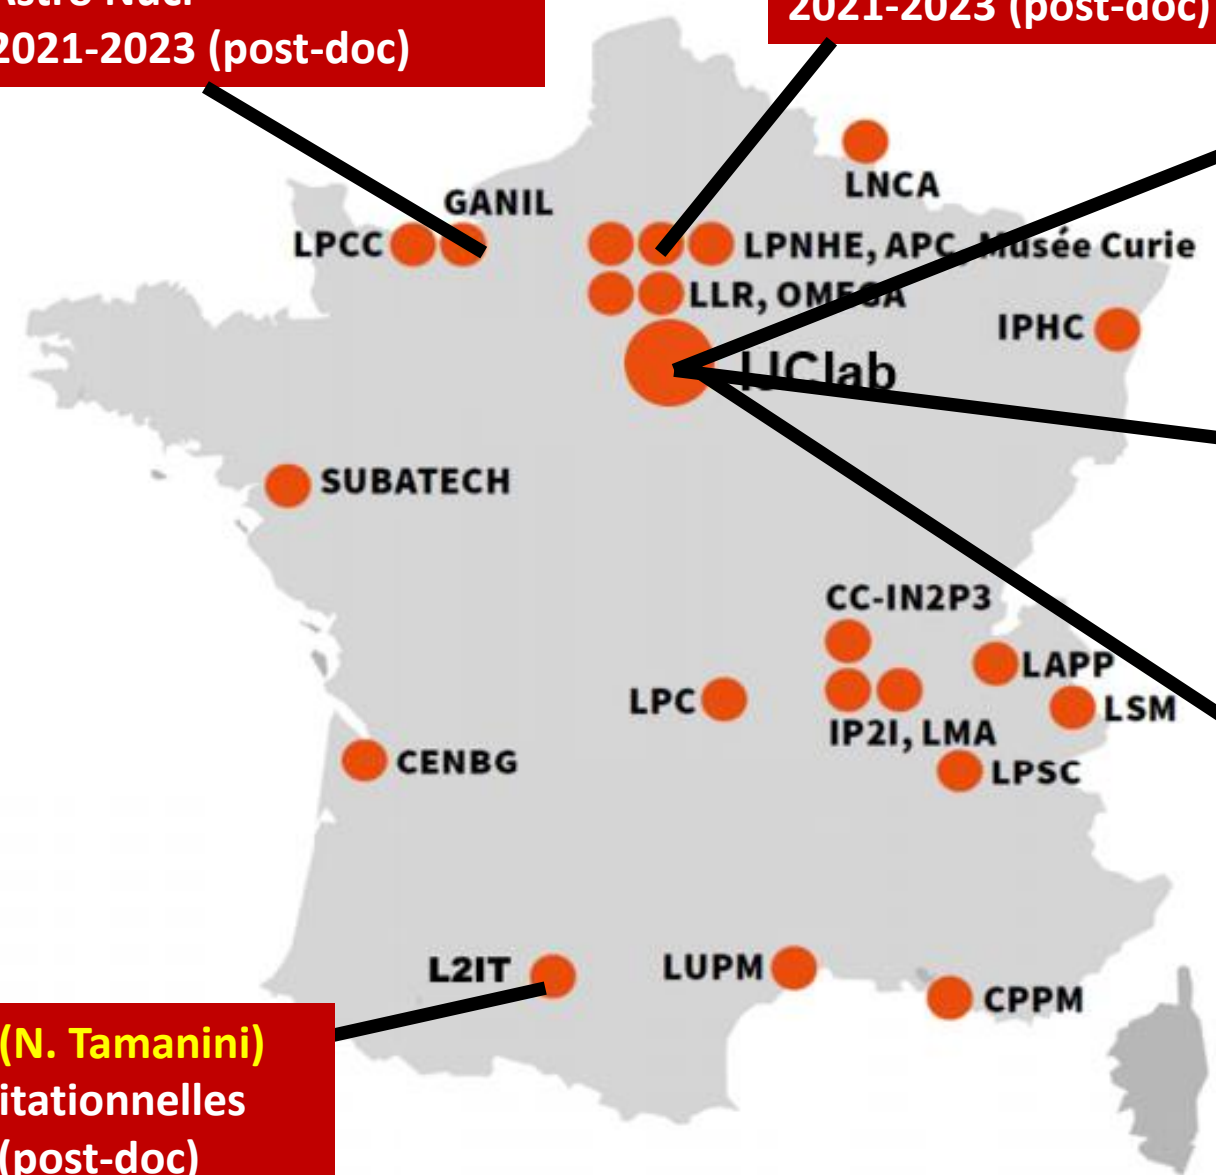 2021-2023 (post-doc)
2021-2023 (post-doc)
LNCA
GANIL
LPCC
LPNHE, APC, Musée Curie
LLR, OMEGA
IPHC
IJClab
SUBATECH
CC-IN2P3
LAPP
LPC
LSM
IP2I, LMA
CENBG
LPSC
L2IT
LUPM
CPPM
(N. Tamanini)
itationnelles
(post-doc)